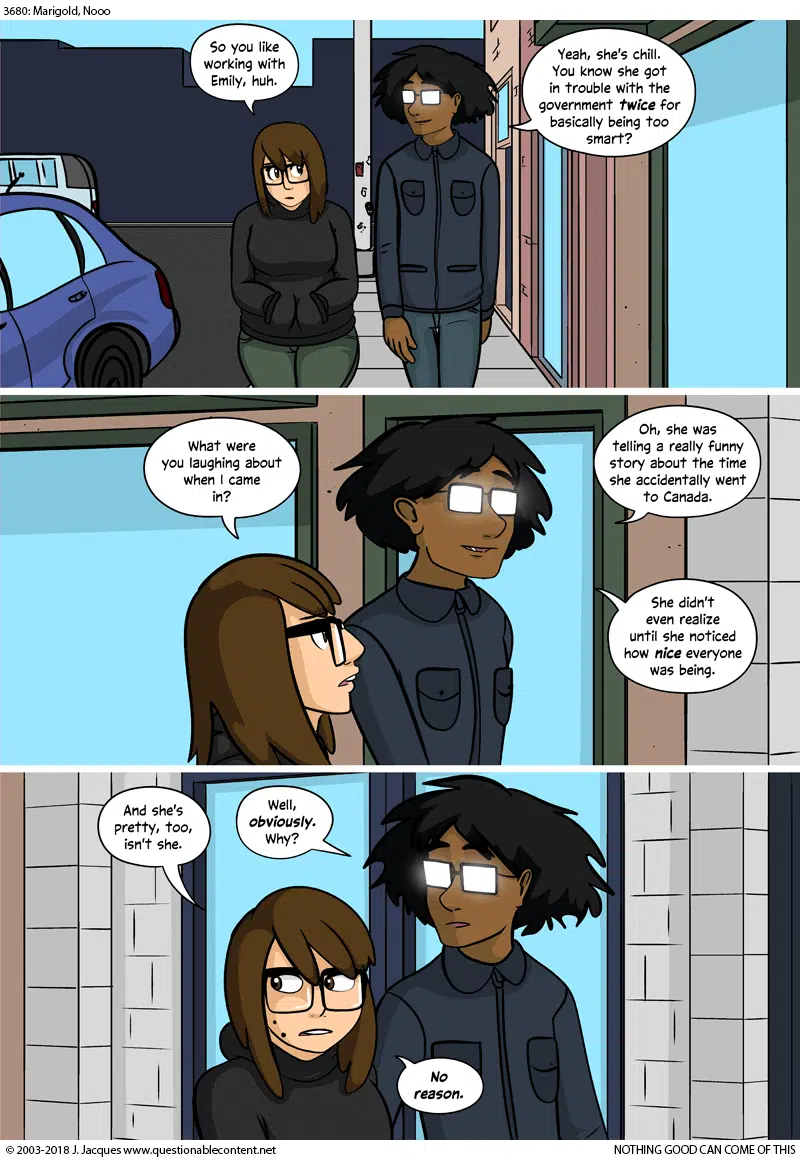 3680: Marigold, Nooo
So you like
working with
Emily, huh.
Yeah, she's chill.
You know she got
in trouble with the
government twice for
basically being too
smart?
What were
you laughing about
when I came
in?
Oh, she was
telling a really funny
story about the time
she accidentally went
to Canada.
She didn't
even realize
until she noticed
how nice everyone
was being.
And she's
pretty, too,
isn't she.
Well,
obviously.
Why?
No
reason.
© 2003-2018 J. Jacques www.questionablecontent.net
NOTHING GOOD CAN COME OF THIS